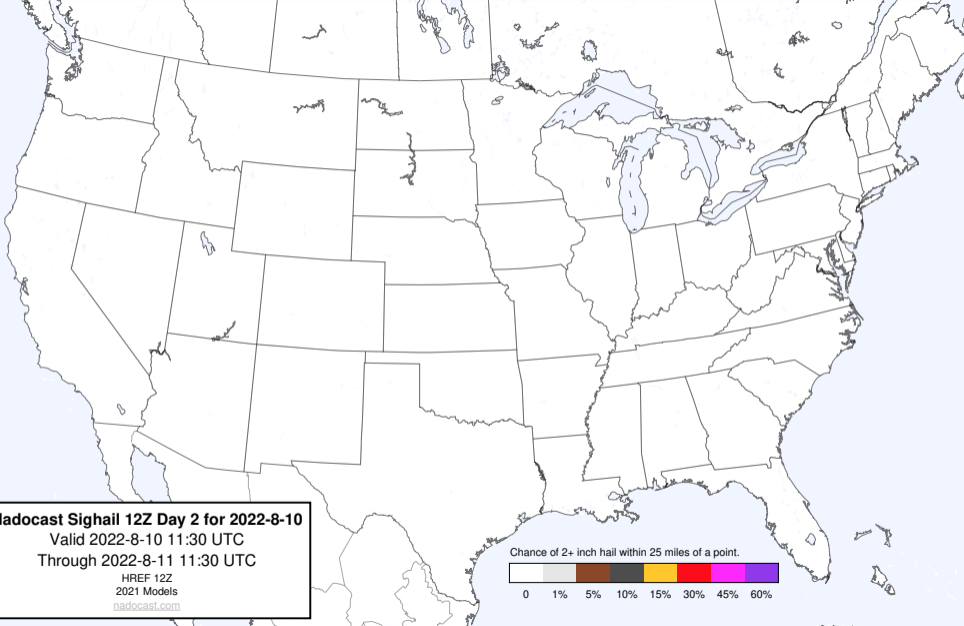 adocast Sighail 12Z Day 2 for 2022-8-10
Valid 2022-8-10 11:30 UTC
Through 2022-8-11 11:30 UTC
HREF 12Z
2021 Models
nadocast.com
Chance of 2+ inch hail within 25 miles of a point.
0 1% 5% 10% 15% 30% 45% 60%